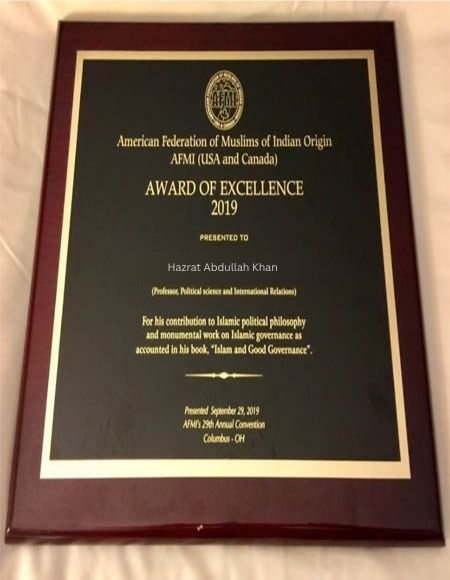 AFMI
American Federation of Muslims of Indian Origin
AFMI (USA and Canada)
AWARD OF EXCELLENCE
2019
PRESENTED TO
Hazrat Abdullah Khan
(Professor, Political science and International Relations)
For his contribution to Islamic political philosophy
and monumental work on Islamic governance as
accounted in his book, "Islam and Good Governance".
Presented September 29, 2019
AFMI's 29th Annual Convention
Columbus - OH